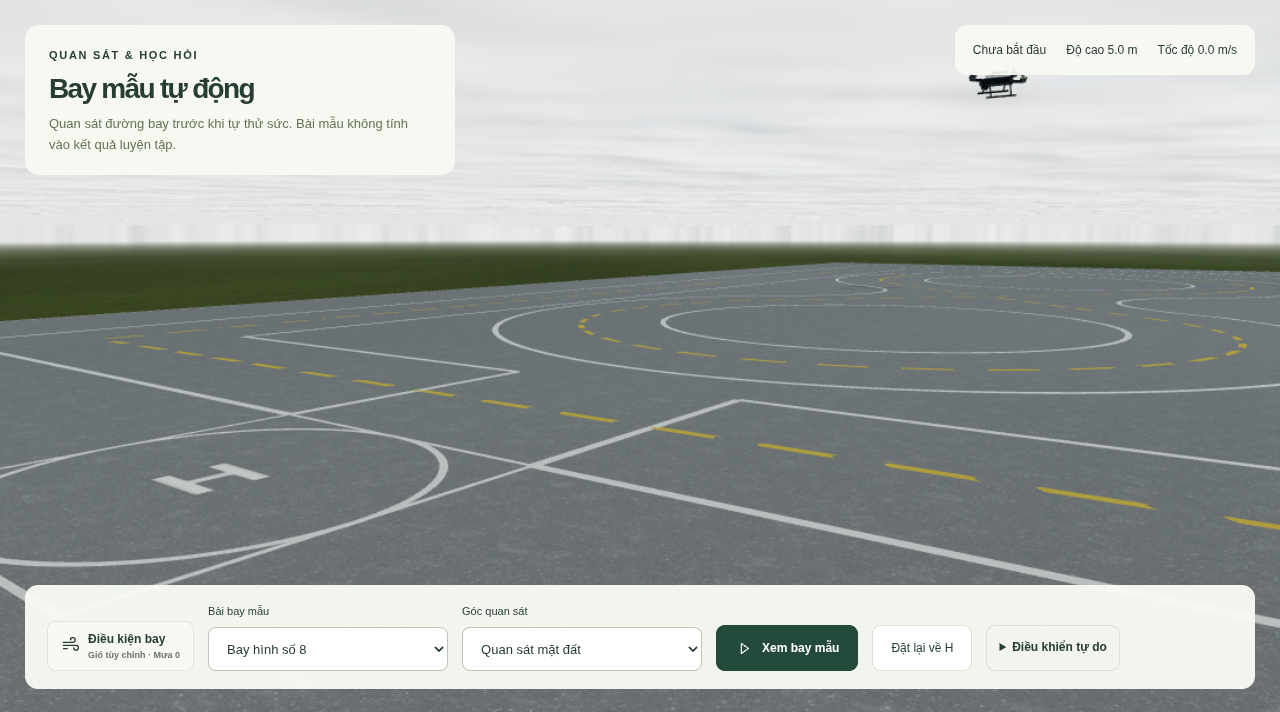 QUAN SÁT & HỌC HỎI
Bay mẫu tự động
Quan sát đường bay trước khi tự thử sức. Bài mẫu không tính
vào kết quả luyện tập.
Chưa bắt đầu Độ cao 5.0 m Tốc độ 0.0 m/s
H
Điều kiện bay
Gió tùy chỉnh · Mưa 0
Bài bay mẫu
Bay hình số 8
Góc quan sát
Quan sát mặt đất
Xem bay mẫu
Đặt lại về H
Điều khiển tự do